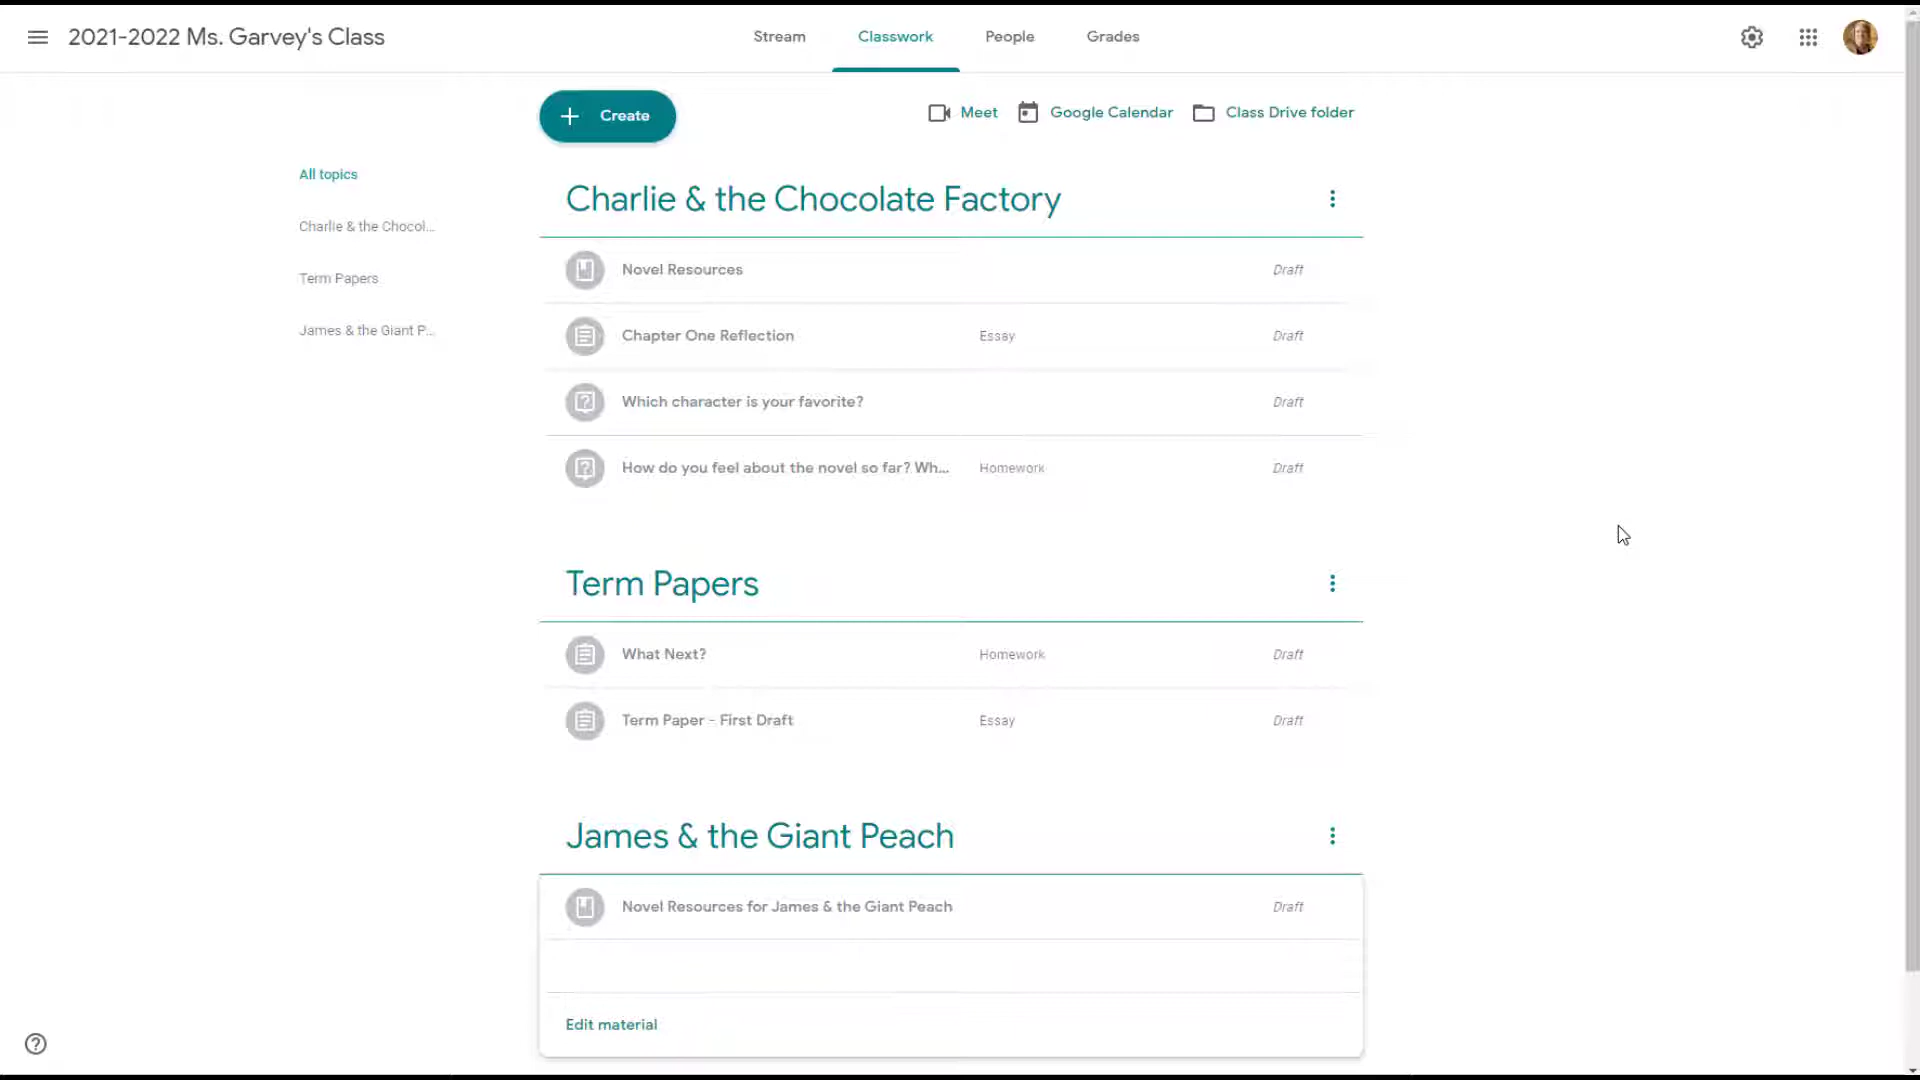 2021-2022 Ms. Garvey's Class
Stream
Classwork
People
Grades
Create
Meet
Google Calendar
Class Drive folder
All topics
Charlie & the Chocol...
Term Papers
James & the Giant P...
Charlie & the Chocolate Factory
Novel Resources Draft
Chapter One Reflection Essay Draft
Which character is your favorite? Draft
How do you feel about the novel so far? Wh... Homework Draft
Term Papers
What Next? Homework Draft
Term Paper - First Draft Essay Draft
James & the Giant Peach
Novel Resources for James & the Giant Peach Draft
Edit material